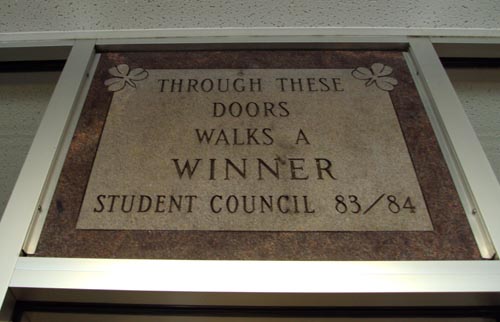 THROUGH THESE
DOORS
WALKS A
WINNER
STUDENT COUNCIL 83/84